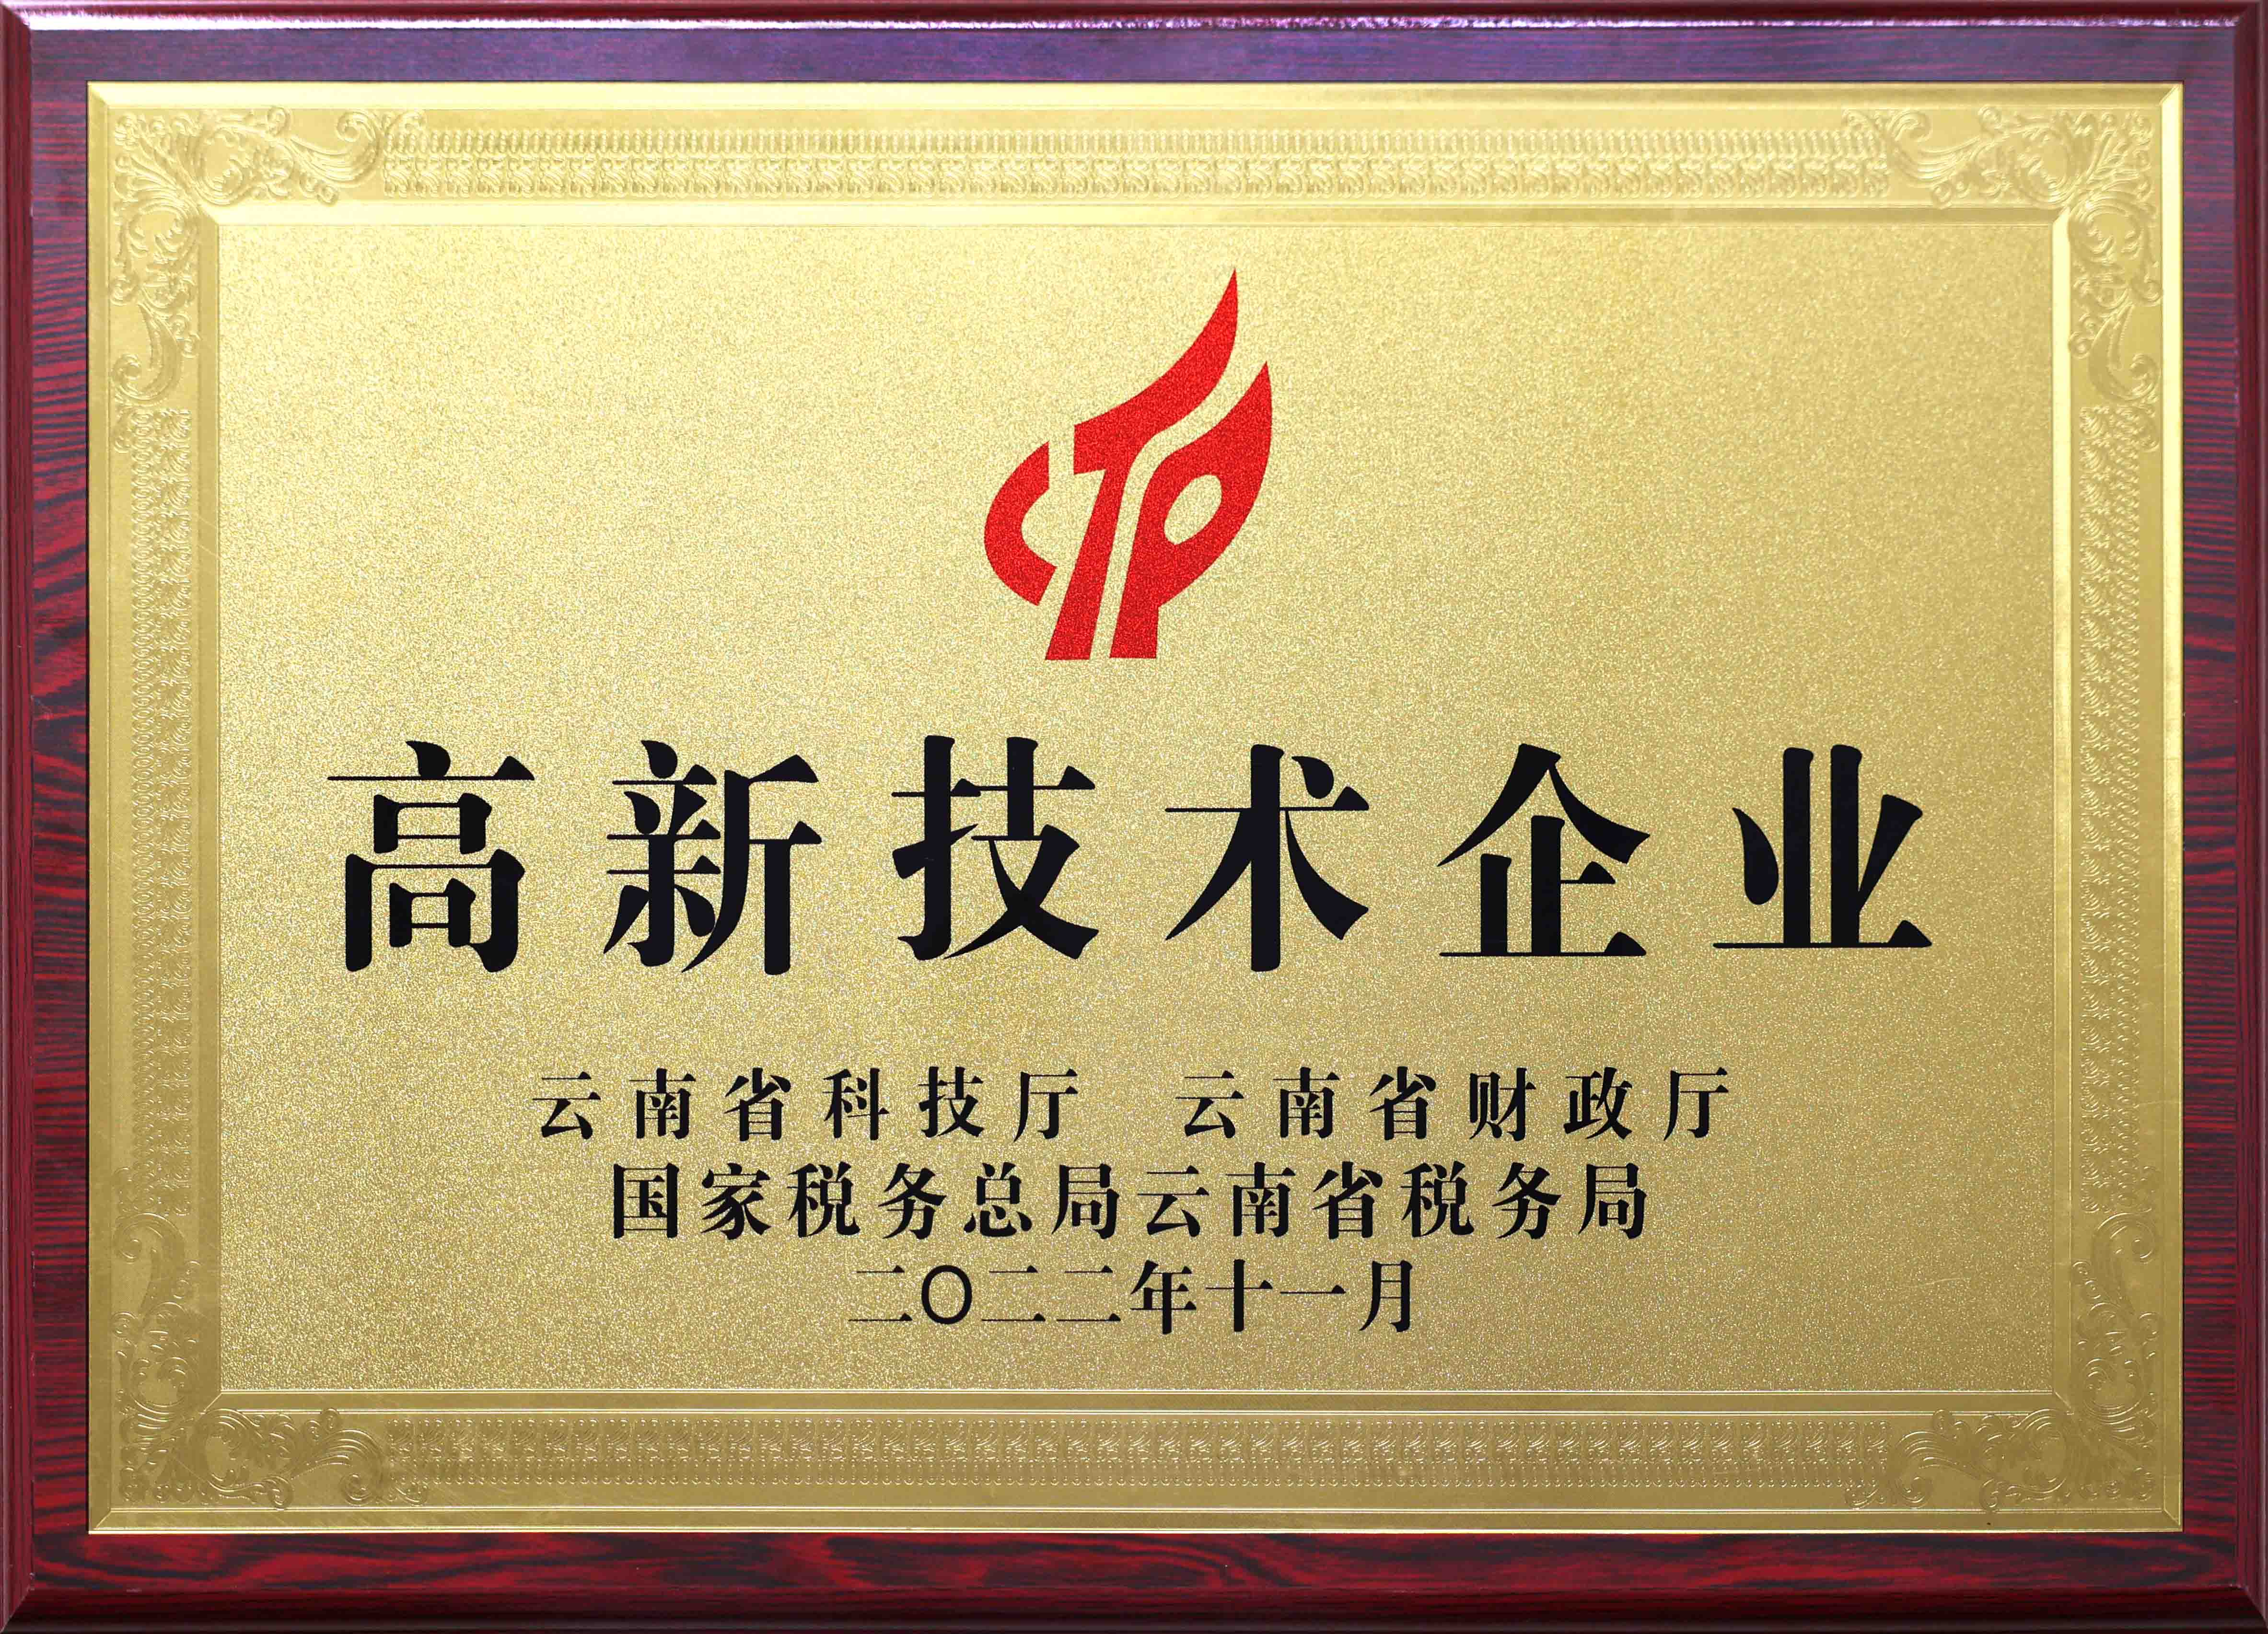 高新技术企业
云南省科技厅 云南省财政厅
国家税务总局云南省税务局
二〇二二年十一月